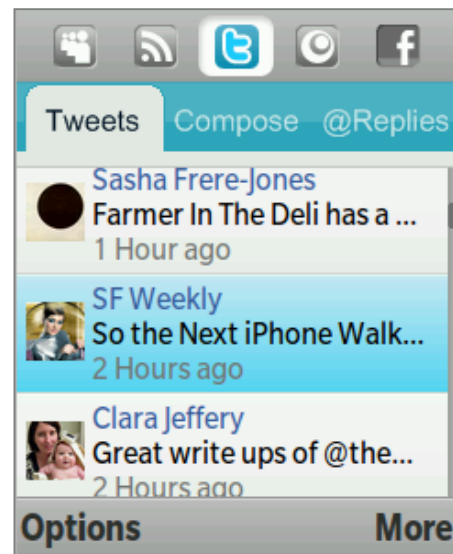 Tweets Compose @Replies
Sasha Frere-Jones
Farmer In The Deli has a ...
1 Hour ago
SF Weekly
So the Next iPhone Walk...
2 Hours ago
Clara Jeffery
Great write ups of @the...
2 Hours ago
Options More